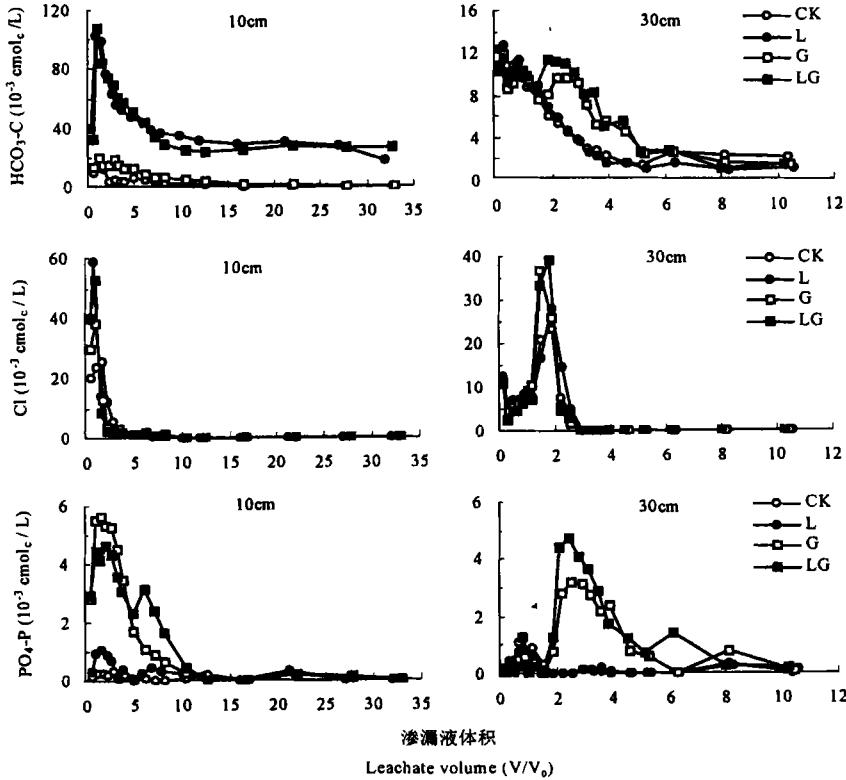 HCO₃-C (10⁻³ cmol_c /L)
120
100
80
60
40
20
0
10cm
0 5 10 15 20 25 30 35
16
12
8
4
0
30cm
CK
L
G
LG
0 2 4 6 8 10 12
Cl (10⁻³ cmol_c / L)
60
40
20
0
10cm
0 5 10 15 20 25 30 35
40
30
20
10
0
30cm
CK
L
G
LG
0 2 4 6 8 10 12
PO₄-P (10⁻³ cmol_c / L)
6
4
2
0
10cm
0 5 10 15 20 25 30 35
6
4
2
0
30cm
CK
L
G
LG
0 2 4 6 8 10 12
渗漏液体积
Leachate volume (V/V₀)